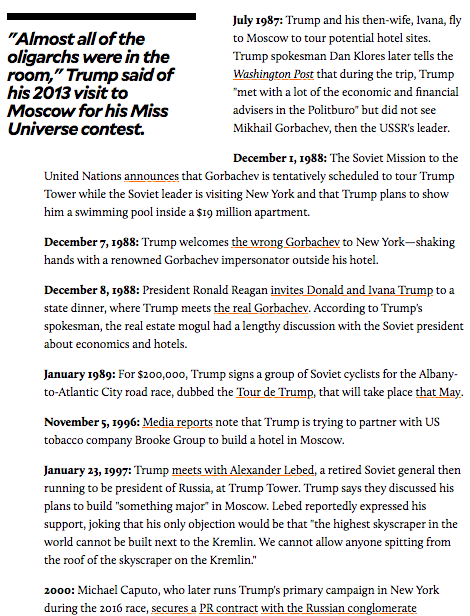 "Almost all of the
oligarchs were in the
room," Trump said of
his 2013 visit to
Moscow for his Miss
Universe contest.
July 1987: Trump and his then-wife, Ivana, fly
to Moscow to tour potential hotel sites.
Trump spokesman Dan Klores later tells the
Washington Post that during the trip, Trump
"met with a lot of the economic and financial
advisers in the Politburo" but did not see
Mikhail Gorbachev, then the USSR's leader.
December 1, 1988: The Soviet Mission to the
United Nations announces that Gorbachev is tentatively scheduled to tour Trump
Tower while the Soviet leader is visiting New York and that Trump plans to show
him a swimming pool inside a $19 million apartment.
December 7, 1988: Trump welcomes the wrong Gorbachev to New York—shaking
hands with a renowned Gorbachev impersonator outside his hotel.
December 8, 1988: President Ronald Reagan invites Donald and Ivana Trump to a
state dinner, where Trump meets the real Gorbachev. According to Trump's
spokesman, the real estate mogul had a lengthy discussion with the Soviet president
about economics and hotels.
January 1989: For $200,000, Trump signs a group of Soviet cyclists for the Albany-
to-Atlantic City road race, dubbed the Tour de Trump, that will take place that May.
November 5, 1996: Media reports note that Trump is trying to partner with US
tobacco company Brooke Group to build a hotel in Moscow.
January 23, 1997: Trump meets with Alexander Lebed, a retired Soviet general then
running to be president of Russia, at Trump Tower. Trump says they discussed his
plans to build "something major" in Moscow. Lebed reportedly expressed his
support, joking that his only objection would be that "the highest skyscraper in the
world cannot be built next to the Kremlin. We cannot allow anyone spitting from
the roof of the skyscraper on the Kremlin."
2000: Michael Caputo, who later runs Trump's primary campaign in New York
during the 2016 race, secures a PR contract with the Russian conglomerate